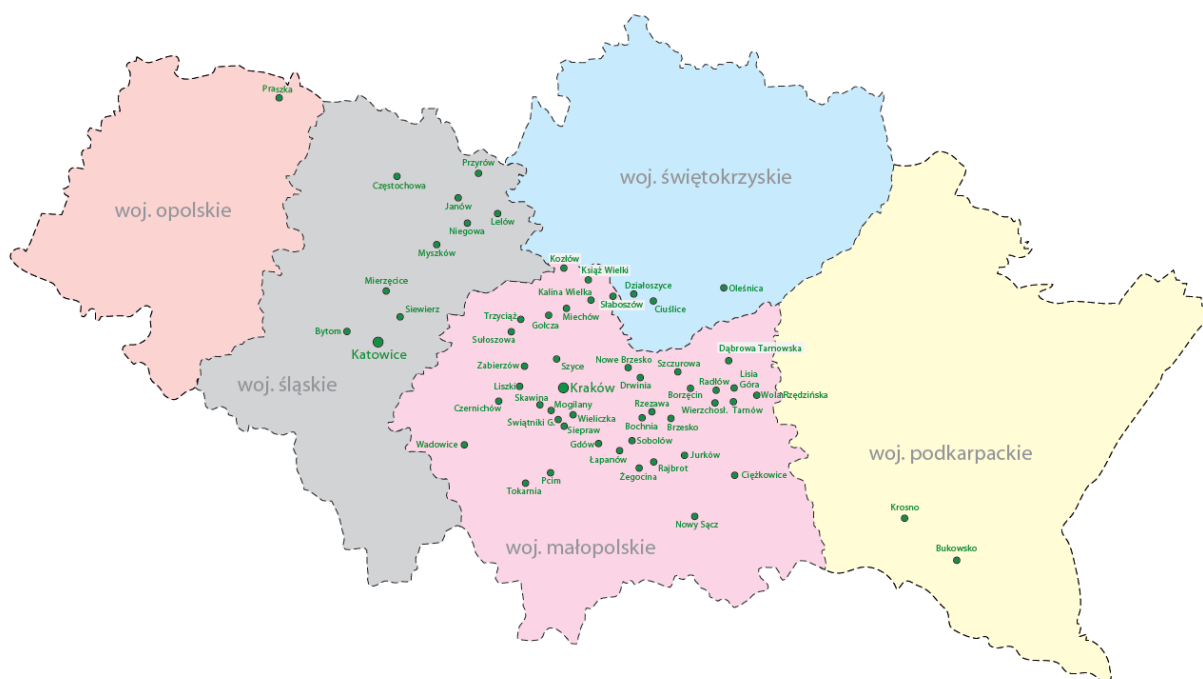 Praszka
Przyrów
Częstochowa
woj. świętokrzyskie
Janów
woj. opolskie
Lelów
Niegowa
Myszków
Kozłów
Książ Wielki
Mierzęcice
Działoszyce
Oleśnica
Kalina Wielka
Słaboszów
Ciuślice
Siewierz
Trzyciąż
Gołcza
Miechów
Bytom
Sułoszowa
Katowice
Dąbrowa Tarnowska
Zabierzów
Szyce
Nowe Brzesko
Szczurowa
Lisia
Góra
woj. śląskie
Liszki
Kraków
Drwinia
Radłów
Borzęcin
Wola Rzędzińska
Skawina
Czernichów
Mogilany
Rzezawa
Wierzchosł.
Tarnów
Świątniki G.
Wieliczka
Siepraw
Bochnia
Brzesko
Wadowice
Gdów
Sobolów
woj. podkarpackie
Łapanów
Jurków
Rajbrot
Żegocina
Ciężkowice
Pcim
Tokarnia
Krosno
Nowy Sącz
woj. małopolskie
Bukowsko